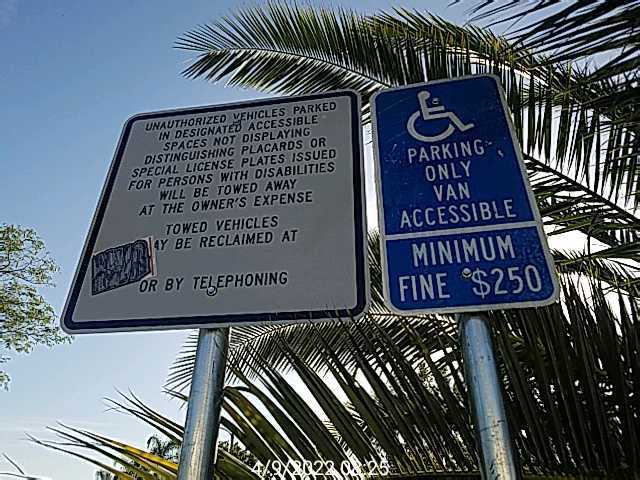 UNAUTHORIZED VEHICLES PARKED
IN DESIGNATED ACCESSIBLE
SPACES NOT DISPLAYING
DISTINGUISHING PLACARDS OR
SPECIAL LICENSE PLATES ISSUED
FOR PERSONS WITH DISABILITIES
WILL BE TOWED AWAY
AT THE OWNER'S EXPENSE
TOWED VEHICLES
AY BE RECLAIMED AT
OR BY TELEPHONING
PARKING
ONLY
VAN
ACCESSIBLE
MINIMUM
FINE $250
4/9/2022 08:25